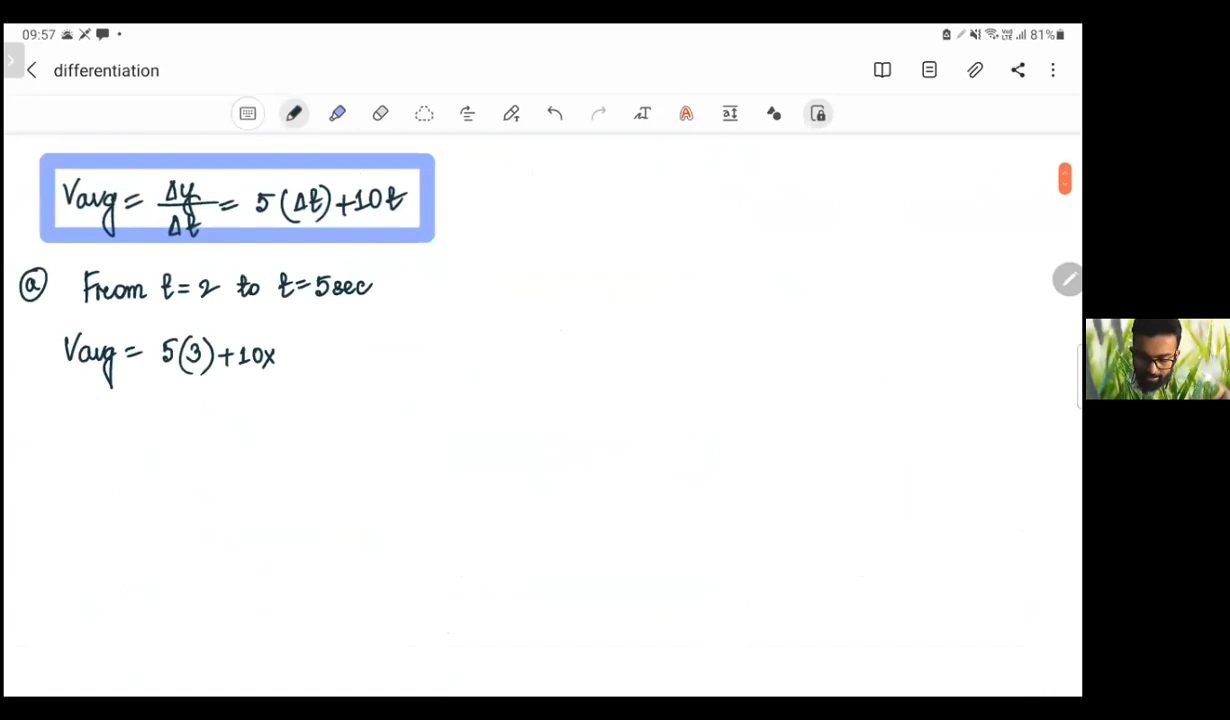 09:57 81%
differentiation
Vavg = Δy/Δt = 5(Δt)+10t
ⓐ From t=2 to t=5sec
Vavg = 5(3)+10x